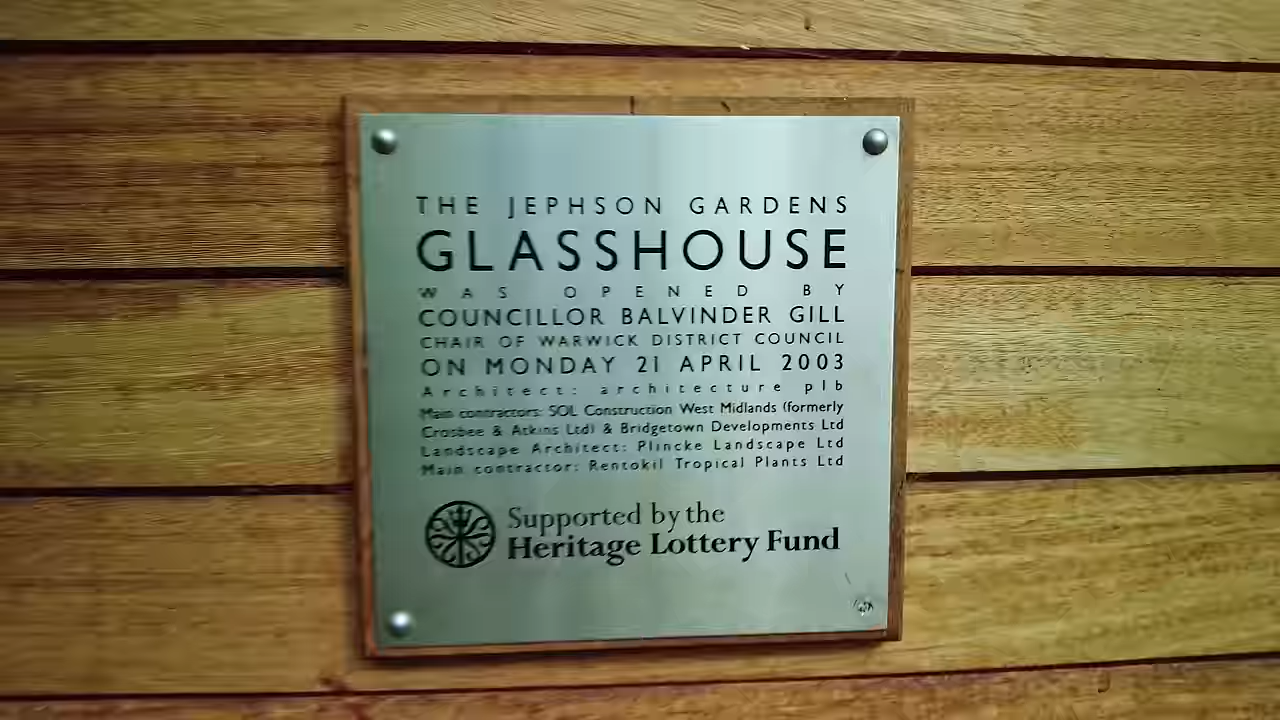 THE JEPHSON GARDENS
GLASSHOUSE
WAS OPENED BY
COUNCILLOR BALVINDER GILL
CHAIR OF WARWICK DISTRICT COUNCIL
ON MONDAY 21 APRIL 2003
Architect: architecture plb
Main contractors: SOL Construction West Midlands (formerly
Crosbee & Atkins Ltd) & Bridgetown Developments Ltd
Landscape Architect: Plincke Landscape Ltd
Main contractor: Rentokil Tropical Plants Ltd
Supported by the
Heritage Lottery Fund